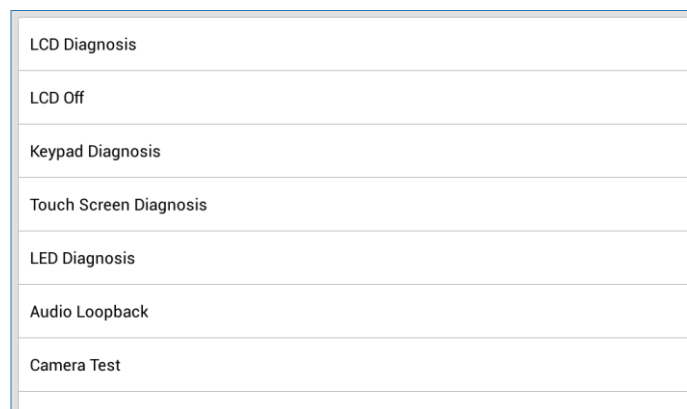 LCD Diagnosis
LCD Off
Keypad Diagnosis
Touch Screen Diagnosis
LED Diagnosis
Audio Loopback
Camera Test